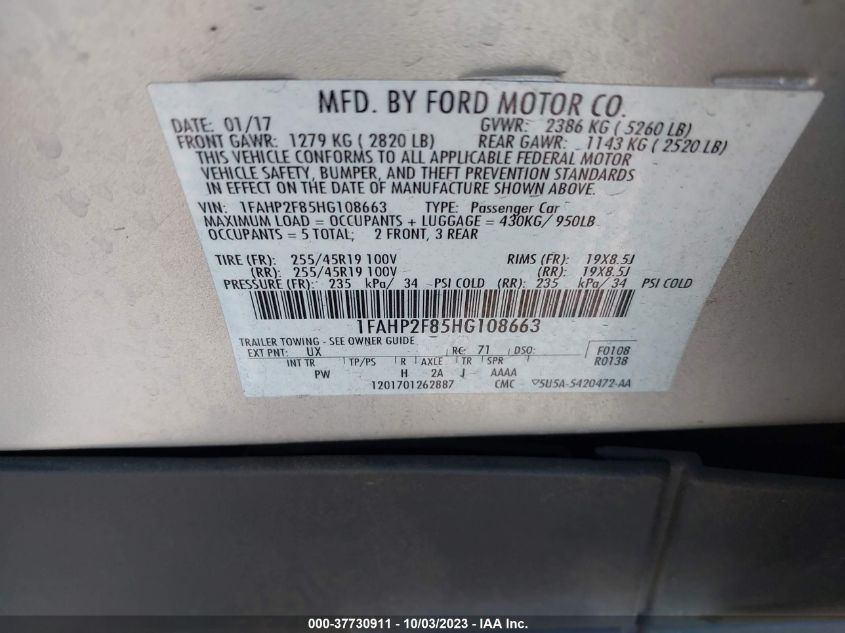 MFD. BY FORD MOTOR CO.
DATE: 01/17 GVWR: 2386 KG ( 5260 LB)
FRONT GAWR: 1279 KG ( 2820 LB) REAR GAWR: 1143 KG ( 2520 LB)
THIS VEHICLE CONFORMS TO ALL APPLICABLE FEDERAL MOTOR
VEHICLE SAFETY, BUMPER, AND THEFT PREVENTION STANDARDS
IN EFFECT ON THE DATE OF MANUFACTURE SHOWN ABOVE.
VIN: 1FAHP2F85HG108663 TYPE: Passenger Car
MAXIMUM LOAD = OCCUPANTS + LUGGAGE = 430KG/ 950LB
OCCUPANTS = 5 TOTAL; 2 FRONT, 3 REAR
TIRE (FR): 255/45R19 100V RIMS (FR): 19X8.5J
(RR): 255/45R19 100V (RR): 19X8.5J
PRESSURE (FR): 235 kPa/ 34 PSI COLD (RR): 235 kPa/ 34 PSI COLD
1FAHP2F85HG108663
TRAILER TOWING - SEE OWNER GUIDE
EXT PNT: UX RC: 71 DSO: F0108
INT TR TP/PS R AXLE TR SPR R0138
PW H 2A J AAAA
1201701262887 CMC ▽5U5A-5420472-AA
000-37730911 - 10/03/2023 - IAA Inc.